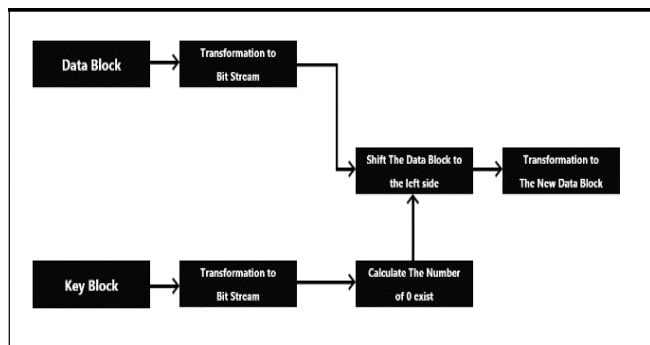 Data Block
Transformation to
Bit Stream
Shift The Data Block to
the left side
Transformation to
The New Data Block
Key Block
Transformation to
Bit Stream
Calculate The Number
of 0 exist